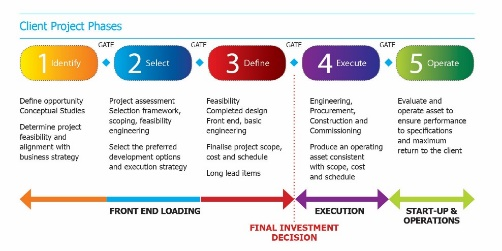 Client Project Phases
GATE
GATE
GATE
GATE
1 Identify
2 Select
3 Define
4 Execute
5 Operate
Define opportunity
Conceptual Studies
Determine project
feasibility and
alignment with
business strategy
Project assessment
Selection framework,
scoping, feasibility
engineering
Select the preferred
development options
and execution strategy
Feasibility
Completed design
Front end, basic
engineering
Finalise project scope,
cost and schedule
Long lead items
Engineering,
Procurement,
Construction and
Commissioning
Produce an operating
asset consistent
with scope, cost
and schedule
Evaluate and
operate asset to
ensure performance
to specifications
and maximum
return to the client
FRONT END LOADING
EXECUTION
START-UP &
OPERATIONS
FINAL INVESTMENT
DECISION